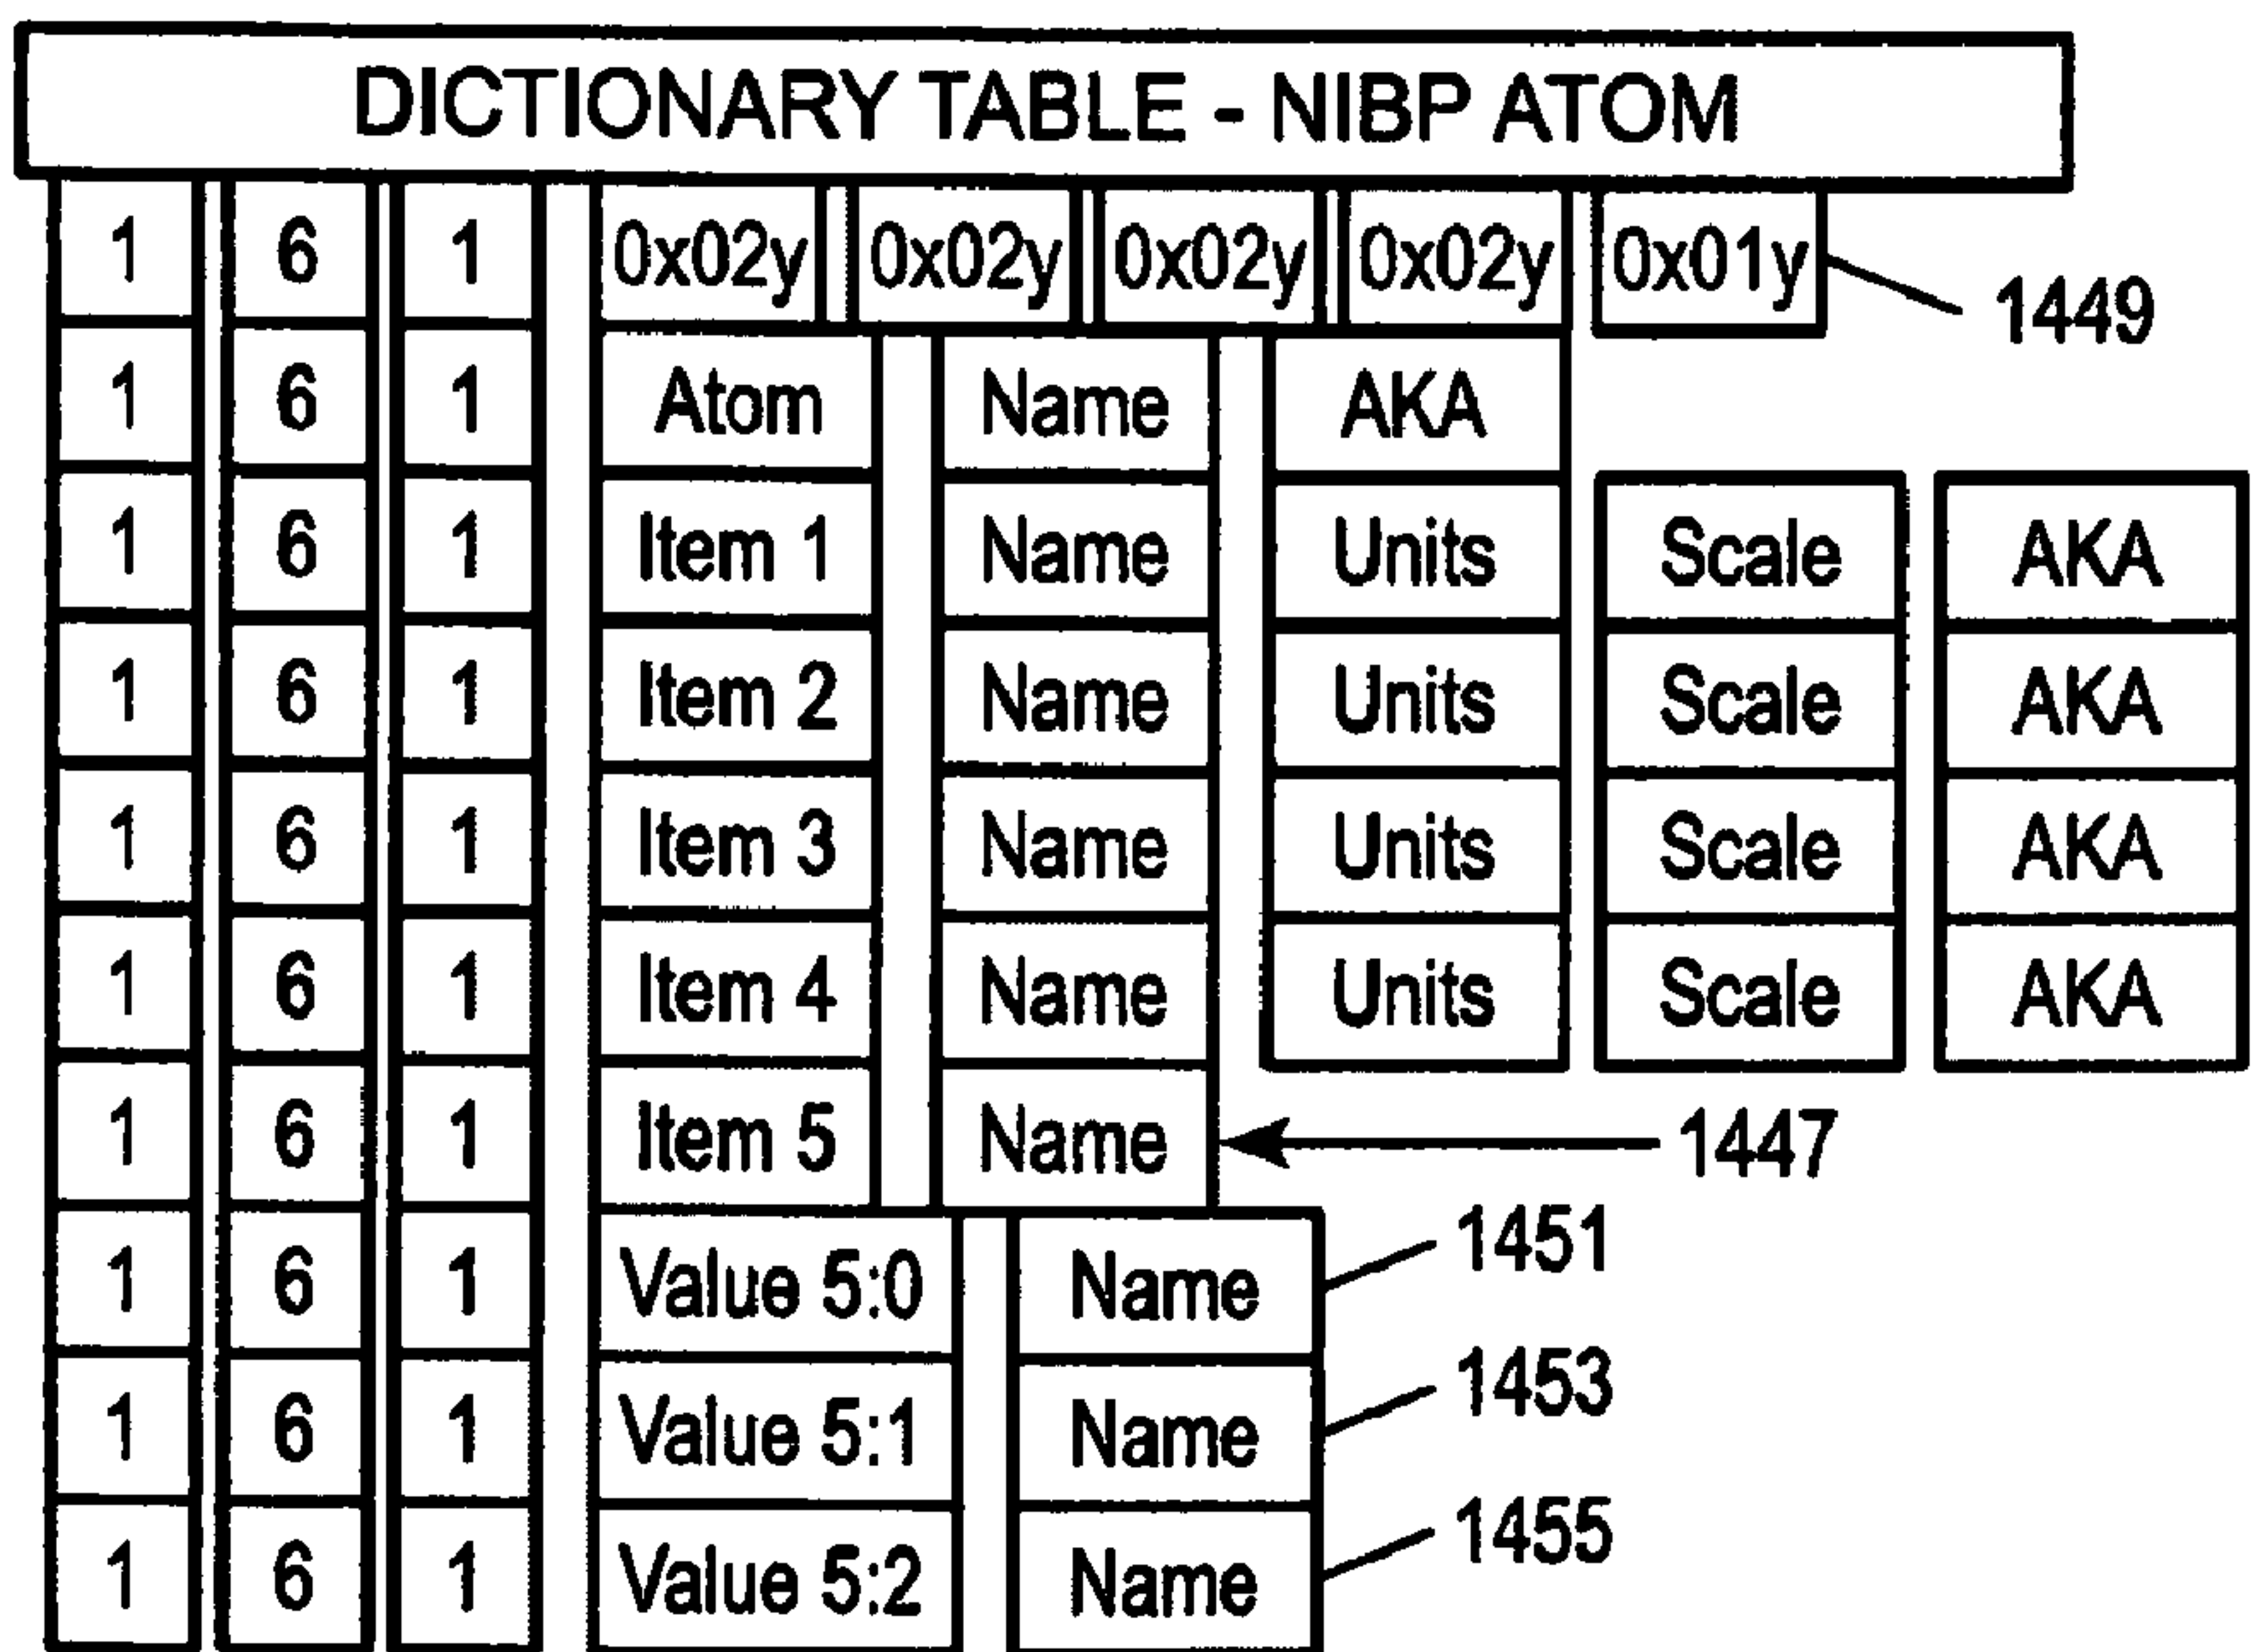 DICTIONARY TABLE - NIBP ATOM
1 6 1 0x02y 0x02y 0x02y 0x02y 0x01y 1449
1 6 1 Atom Name AKA
1 6 1 Item 1 Name Units Scale AKA
1 6 1 Item 2 Name Units Scale AKA
1 6 1 Item 3 Name Units Scale AKA
1 6 1 Item 4 Name Units Scale AKA
1 6 1 Item 5 Name 1447
1 6 1 Value 5:0 Name 1451
1 6 1 Value 5:1 Name 1453
1 6 1 Value 5:2 Name 1455